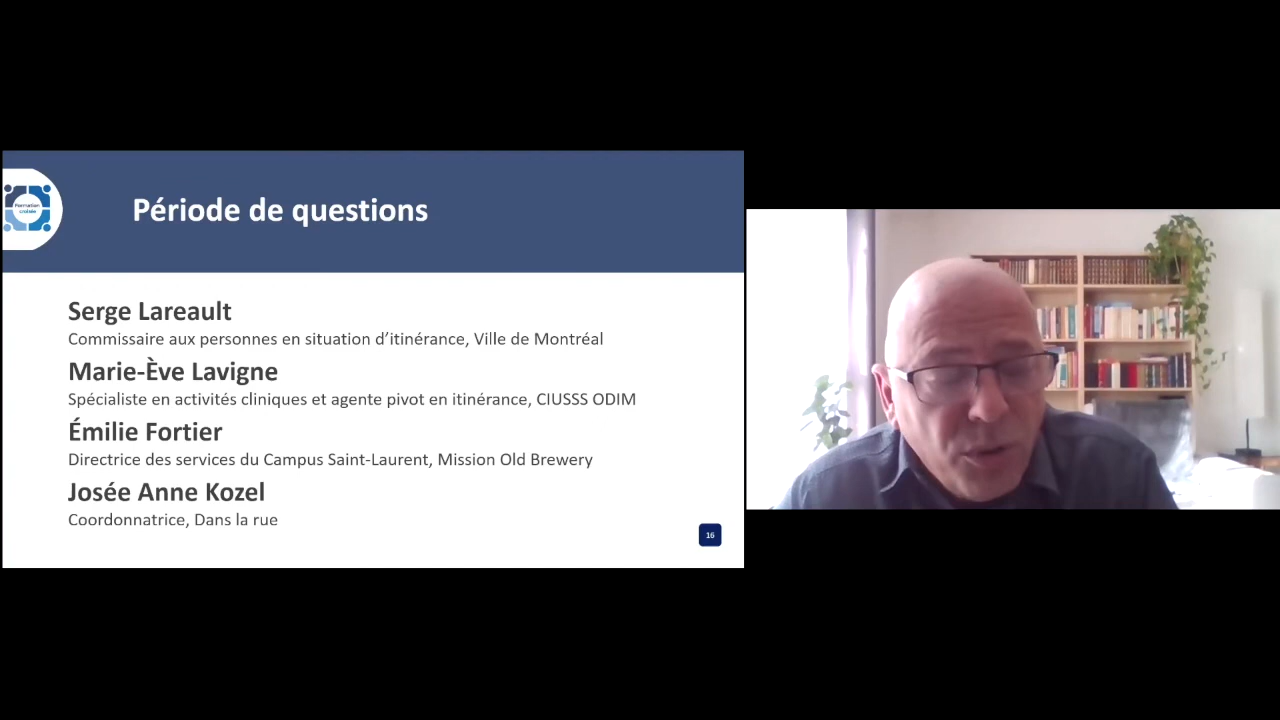 Formation
croisée
Période de questions
Serge Lareault
Commissaire aux personnes en situation d’itinérance, Ville de Montréal
Marie-Ève Lavigne
Spécialiste en activités cliniques et agente pivot en itinérance, CIUSSS ODIM
Émilie Fortier
Directrice des services du Campus Saint-Laurent, Mission Old Brewery
Josée Anne Kozel
Coordonnatrice, Dans la rue
16